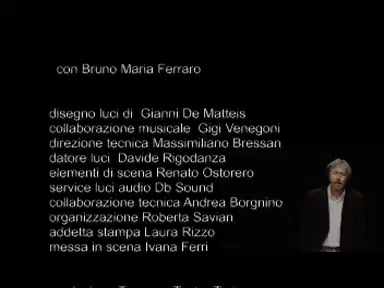 con Bruno Maria Ferraro
disegno luci di Gianni De Matteis
collaborazione musicale Gigi Venegoni
direzione tecnica Massimiliano Bressan
datore luci Davide Rigodanza
elementi di scena Renato Ostorero
service luci audio Db Sound
collaborazione tecnica Andrea Borgnino
organizzazione Roberta Savian
addetta stampa Laura Rizzo
messa in scena Ivana Ferri